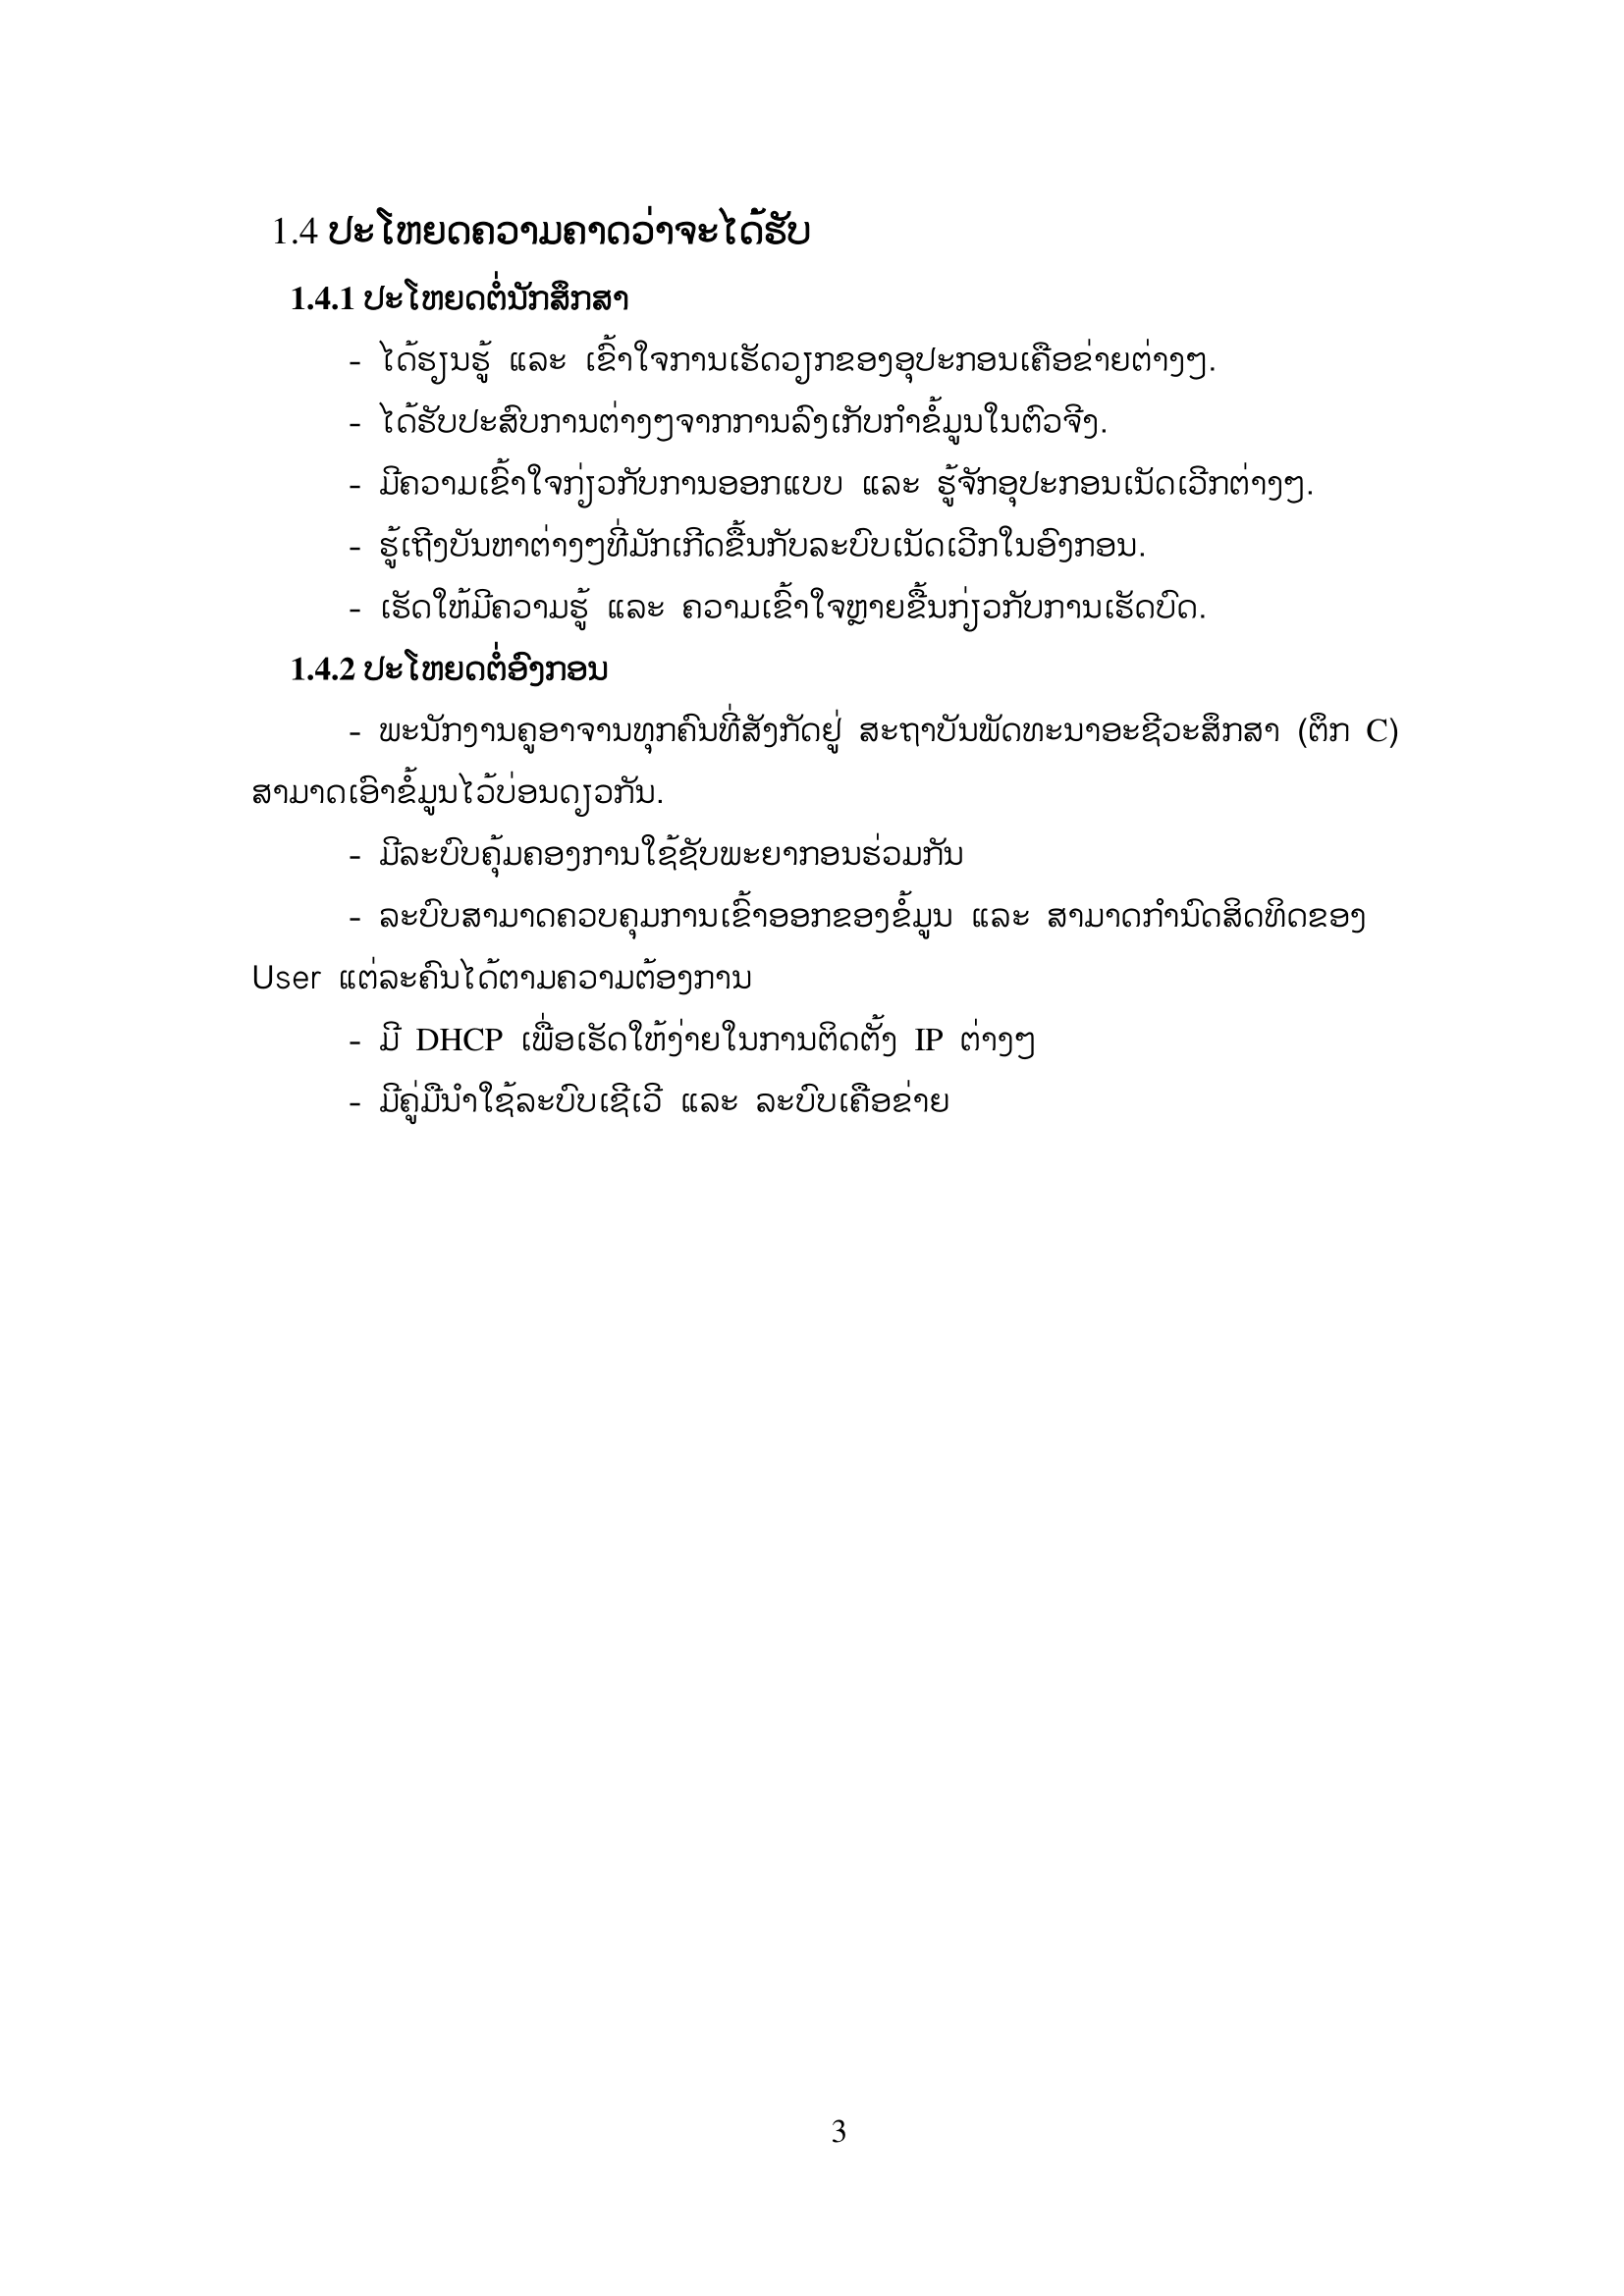 1.4 ປະໂຫຍດຄວາມຄາດວ່າຈະໄດ້ຮັບ
1.4.1 ປະໂຫຍດຕໍ່ນັກສຶກສາ
- ໄດ້ຮຽນຮູ້ ແລະ ເຂົ້າໃຈການເຮັດວຽກຂອງອຸປະກອນເຄືອຂ່າຍຕ່າງໆ.
- ໄດ້ຮັບປະສົບການຕ່າງໆຈາກການລົງເກັບກຳຂໍ້ມູນໃນຕົວຈີງ.
- ມີຄວາມເຂົ້າໃຈກ່ຽວກັບການອອກແບບ ແລະ ຮູ້ຈັກອຸປະກອນເນັດເວີກຕ່າງໆ.
- ຮູ້ເຖີງບັນຫາຕ່າງໆທີ່ມັກເກີດຂື້ນກັບລະບົບເນັດເວີກໃນອົງກອນ.
- ເຮັດໃຫ້ມີຄວາມຮູ້ ແລະ ຄວາມເຂົ້າໃຈຫຼາຍຂື້ນກ່ຽວກັບການເຮັດບົດ.
1.4.2 ປະໂຫຍດຕໍ່ອົງກອນ
- ພະນັກງານຄູອາຈານທຸກຄົນທີ່ສັງກັດຢູ່ ສະຖາບັນພັດທະນາອະຊີວະສຶກສາ (ຕຶກ C)
ສາມາດເອົາຂໍ້ມູນໄວ້ບ່ອນດຽວກັນ.
- ມີລະບົບຄຸ້ມຄອງການໃຊ້ຊັບພະຍາກອນຮ່ວມກັນ
- ລະບົບສາມາດຄວບຄຸມການເຂົ້າອອກຂອງຂໍ້ມູນ ແລະ ສາມາດກຳນົດສິດທິດຂອງ
User ແຕ່ລະຄົນໄດ້ຕາມຄວາມຕ້ອງການ
- ມີ DHCP ເພື່ອເຮັດໃຫ້ງ່າຍໃນການຕິດຕັ້ງ IP ຕ່າງໆ
- ມີຄູ່ມືນຳໃຊ້ລະບົບເຊີເວີ ແລະ ລະບົບເຄືອຂ່າຍ
3